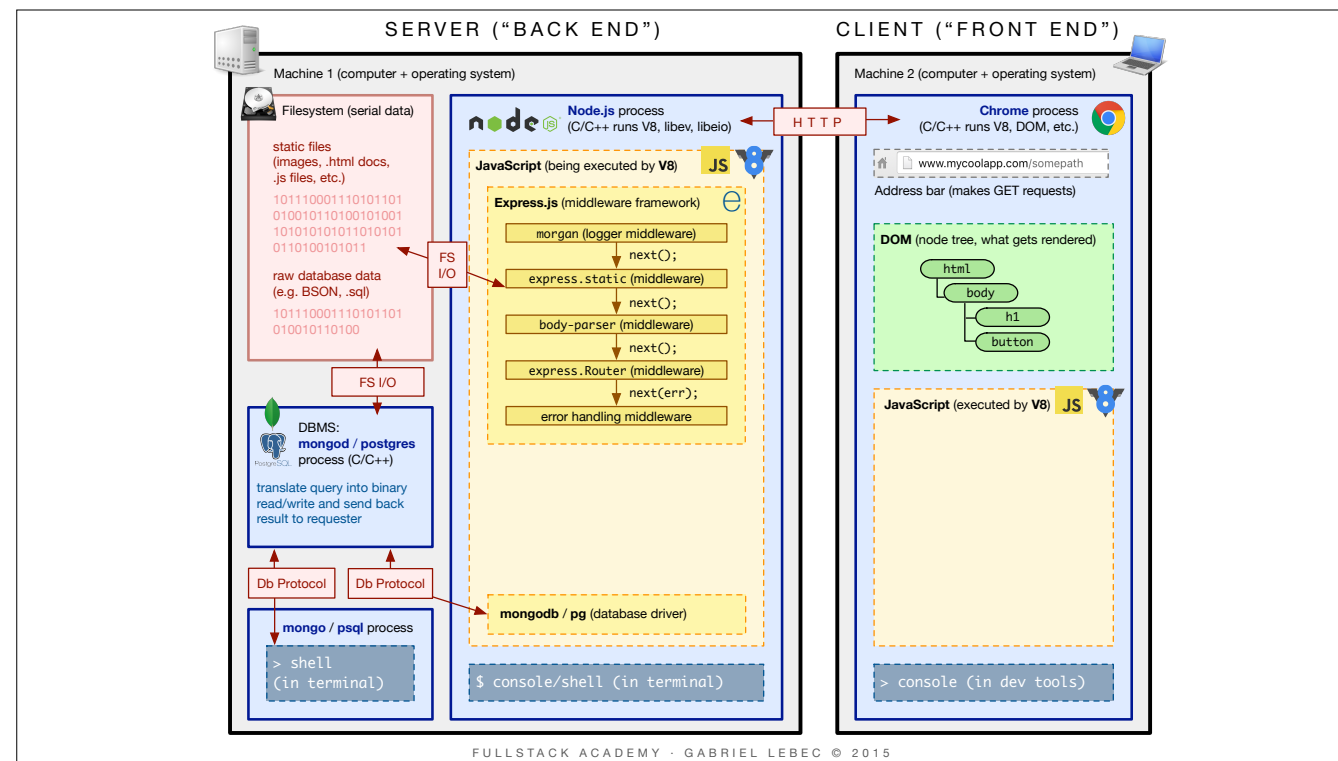 SERVER (“BACK END”)
CLIENT (“FRONT END”)
Machine 1 (computer + operating system)
Filesystem (serial data)
static files
(images, .html docs,
.js files, etc.)
10111000111010110​1
010010110100101001
101010101011010101
0110100101011
raw database data
(e.g. BSON, .sql)
101110001110101101
010010110100
FS
I/O
FS I/O
DBMS:
mongod / postgres
process (C/C++)
PostgreSQL
translate query into binary
read/write and send back
result to requester
Db Protocol
Db Protocol
mongo / psql process
> shell
(in terminal)
node
JS
Node.js process
(C/C++ runs V8, libev, libeio)
JavaScript (being executed by V8)
JS
8
Express.js (middleware framework)
e
morgan (logger middleware)
next();
express.static (middleware)
next();
body-parser (middleware)
next();
express.Router (middleware)
next(err);
error handling middleware
mongodb / pg (database driver)
$ console/shell (in terminal)
HTTP
Machine 2 (computer + operating system)
Chrome process
(C/C++ runs V8, DOM, etc.)
www.mycoolapp.com/somepath
Address bar (makes GET requests)
DOM (node tree, what gets rendered)
html
body
h1
button
JavaScript (executed by V8)
JS
8
> console (in dev tools)
FULLSTACK ACADEMY · GABRIEL LEBEC © 2015